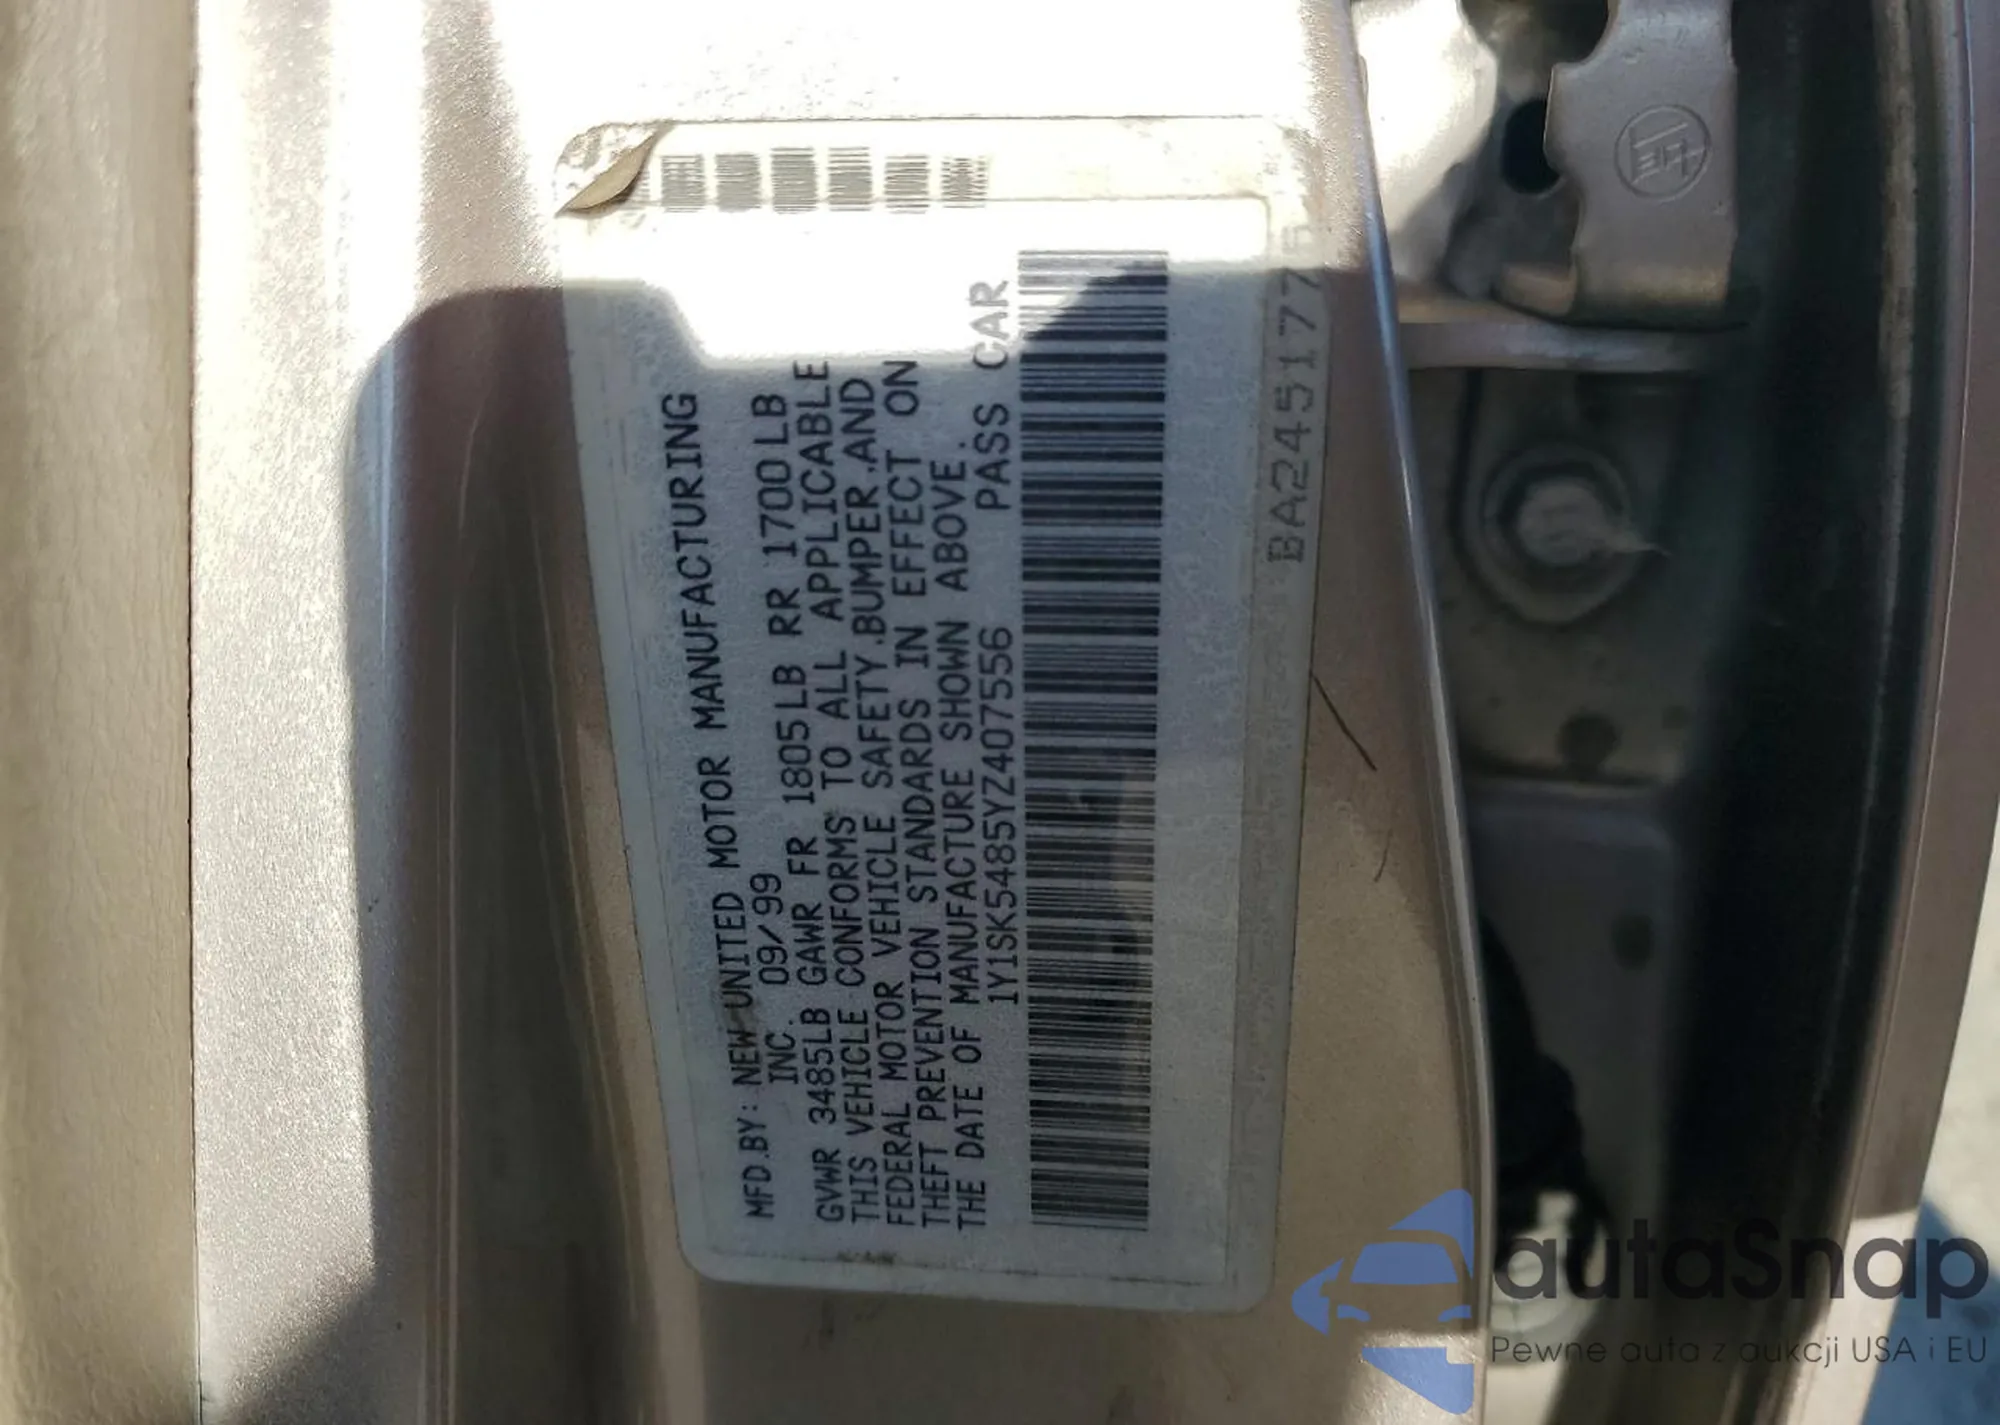 MFD.BY: NEW UNITED MOTOR MANUFACTURING
INC. 09/99
GVWR 3485LB GAWR FR 1805LB RR 1700LB
THIS VEHICLE CONFORMS TO ALL APPLICABLE
FEDERAL MOTOR VEHICLE SAFETY.BUMPER.AND
THEFT PREVENTION STANDARDS IN EFFECT ON
THE DATE OF MANUFACTURE SHOWN ABOVE.
1Y1SK5485YZ407556 PASS CAR
BA2451775
autaSnap
Pewne auta z aukcji USA i EU